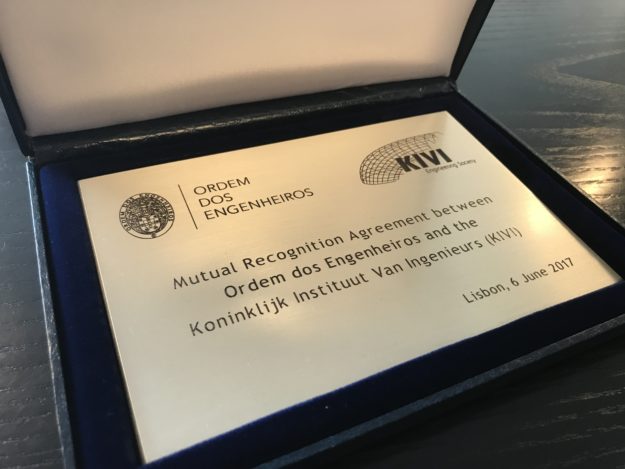 ORDEM
DOS
ENGENHEIROS
KIVI
Engineering Society
Mutual Recognition Agreement between
Ordem dos Engenheiros and the
Koninklijk Instituut Van Ingenieurs (KIVI)
Lisbon, 6 June 2017